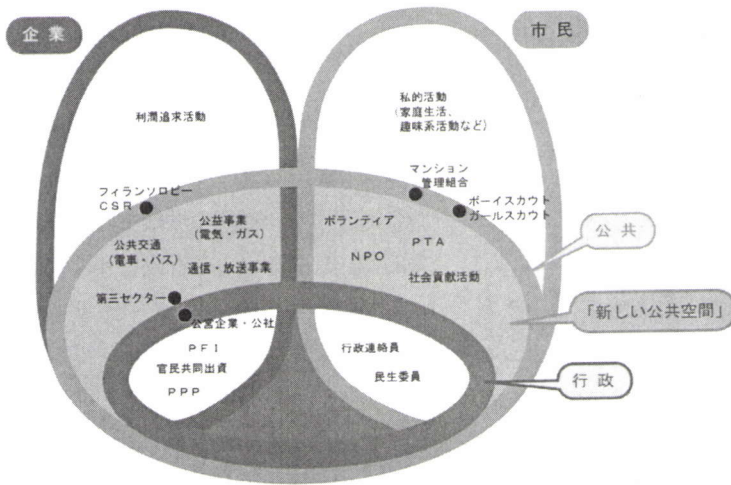 企業
市民
利潤追求活動
私的活動
（家庭生活、
趣味系活動など）
マンション
管理組合
フィランソロピー
CSR
ボーイスカウト
ガールスカウト
公益事業
（電気・ガス）
ボランティア
公共
公共交通
（電車・バス）
PTA
NPO
通信・放送事業
社会貢献活動
第三セクター
「新しい公共空間」
公営企業・公社
PFI
行政連絡員
官民共同出資
民生委員
行政
PPP